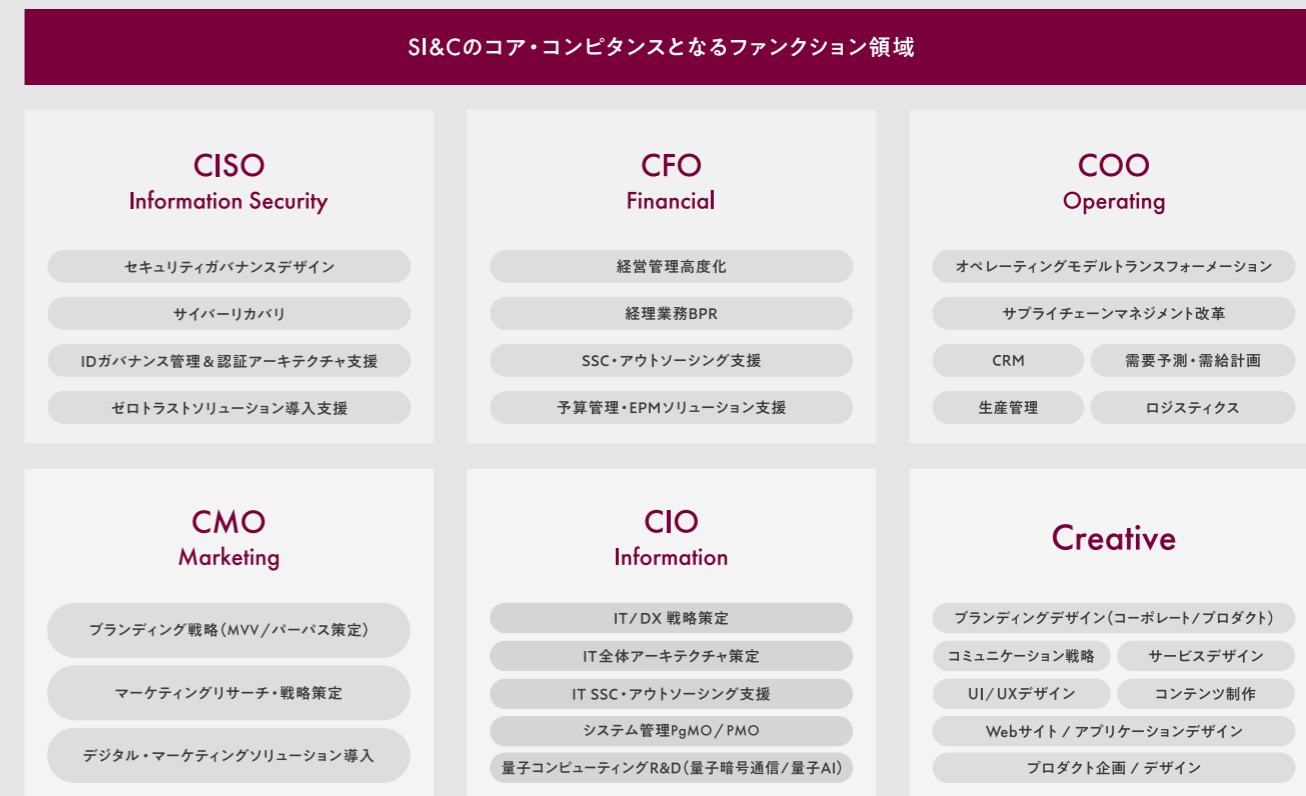 SI&Cのコア・コンピタンスとなるファンクション領域
CISO
Information Security
セキュリティガバナンスデザイン
サイバーリカバリ
IDガバナンス管理&認証アーキテクチャ支援
ゼロトラストソリューション導入支援
CFO
Financial
経営管理高度化
経理業務BPR
SSC・アウトソーシング支援
予算管理・EPMソリューション支援
COO
Operating
オペレーティングモデルトランスフォーメーション
サプライチェーンマネジメント改革
CRM
需要予測・需給計画
生産管理
ロジスティクス
CMO
Marketing
ブランディング戦略(MVV/パーパス策定)
マーケティングリサーチ・戦略策定
デジタル・マーケティングソリューション導入
CIO
Information
IT/DX 戦略策定
IT全体アーキテクチャ策定
IT SSC・アウトソーシング支援
システム管理PgMO/PMO
量子コンピューティングR&D(量子暗号通信/量子AI)
Creative
ブランディングデザイン(コーポレート/プロダクト)
コミュニケーション戦略
サービスデザイン
UI/UXデザイン
コンテンツ制作
Webサイト / アプリケーションデザイン
プロダクト企画 / デザイン